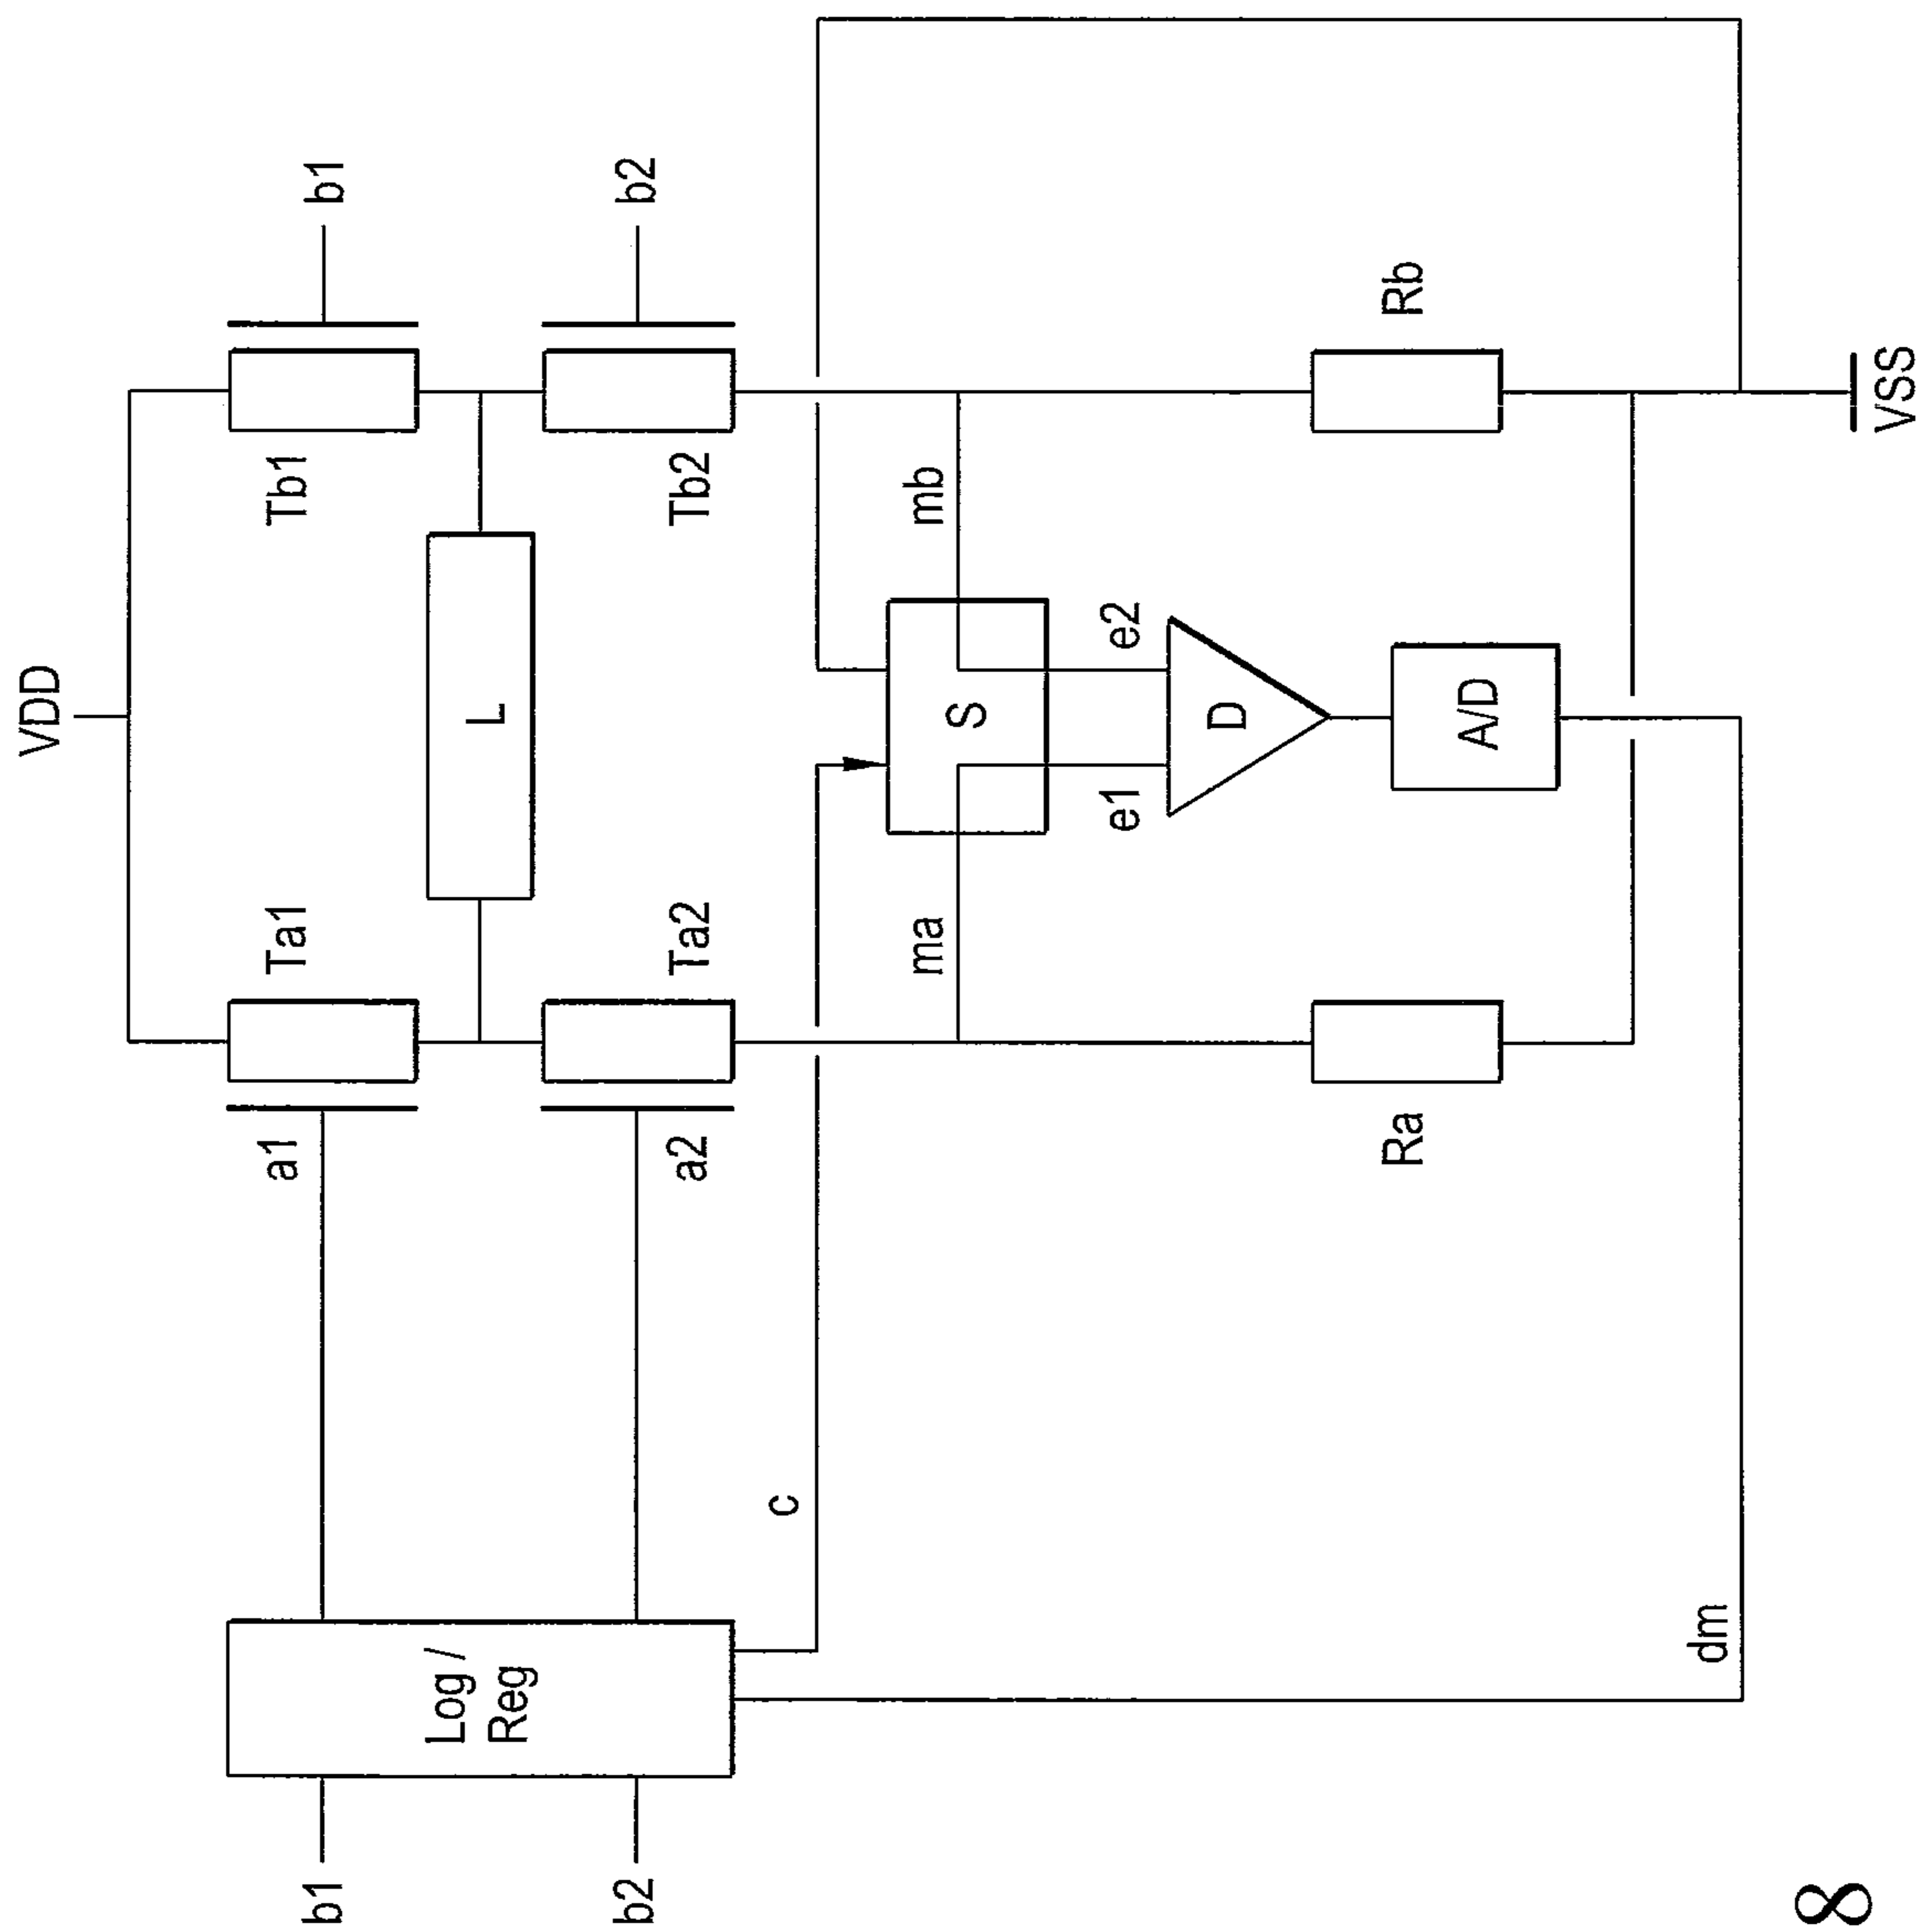 VDD
b1
b2
Tb1
Tb2
L
Ta1
Ta2
a1
a2
mb
ma
S
e2
e1
D
A/D
Rb
Ra
VSS
c
dm
Log /
Reg
b1
b2
8